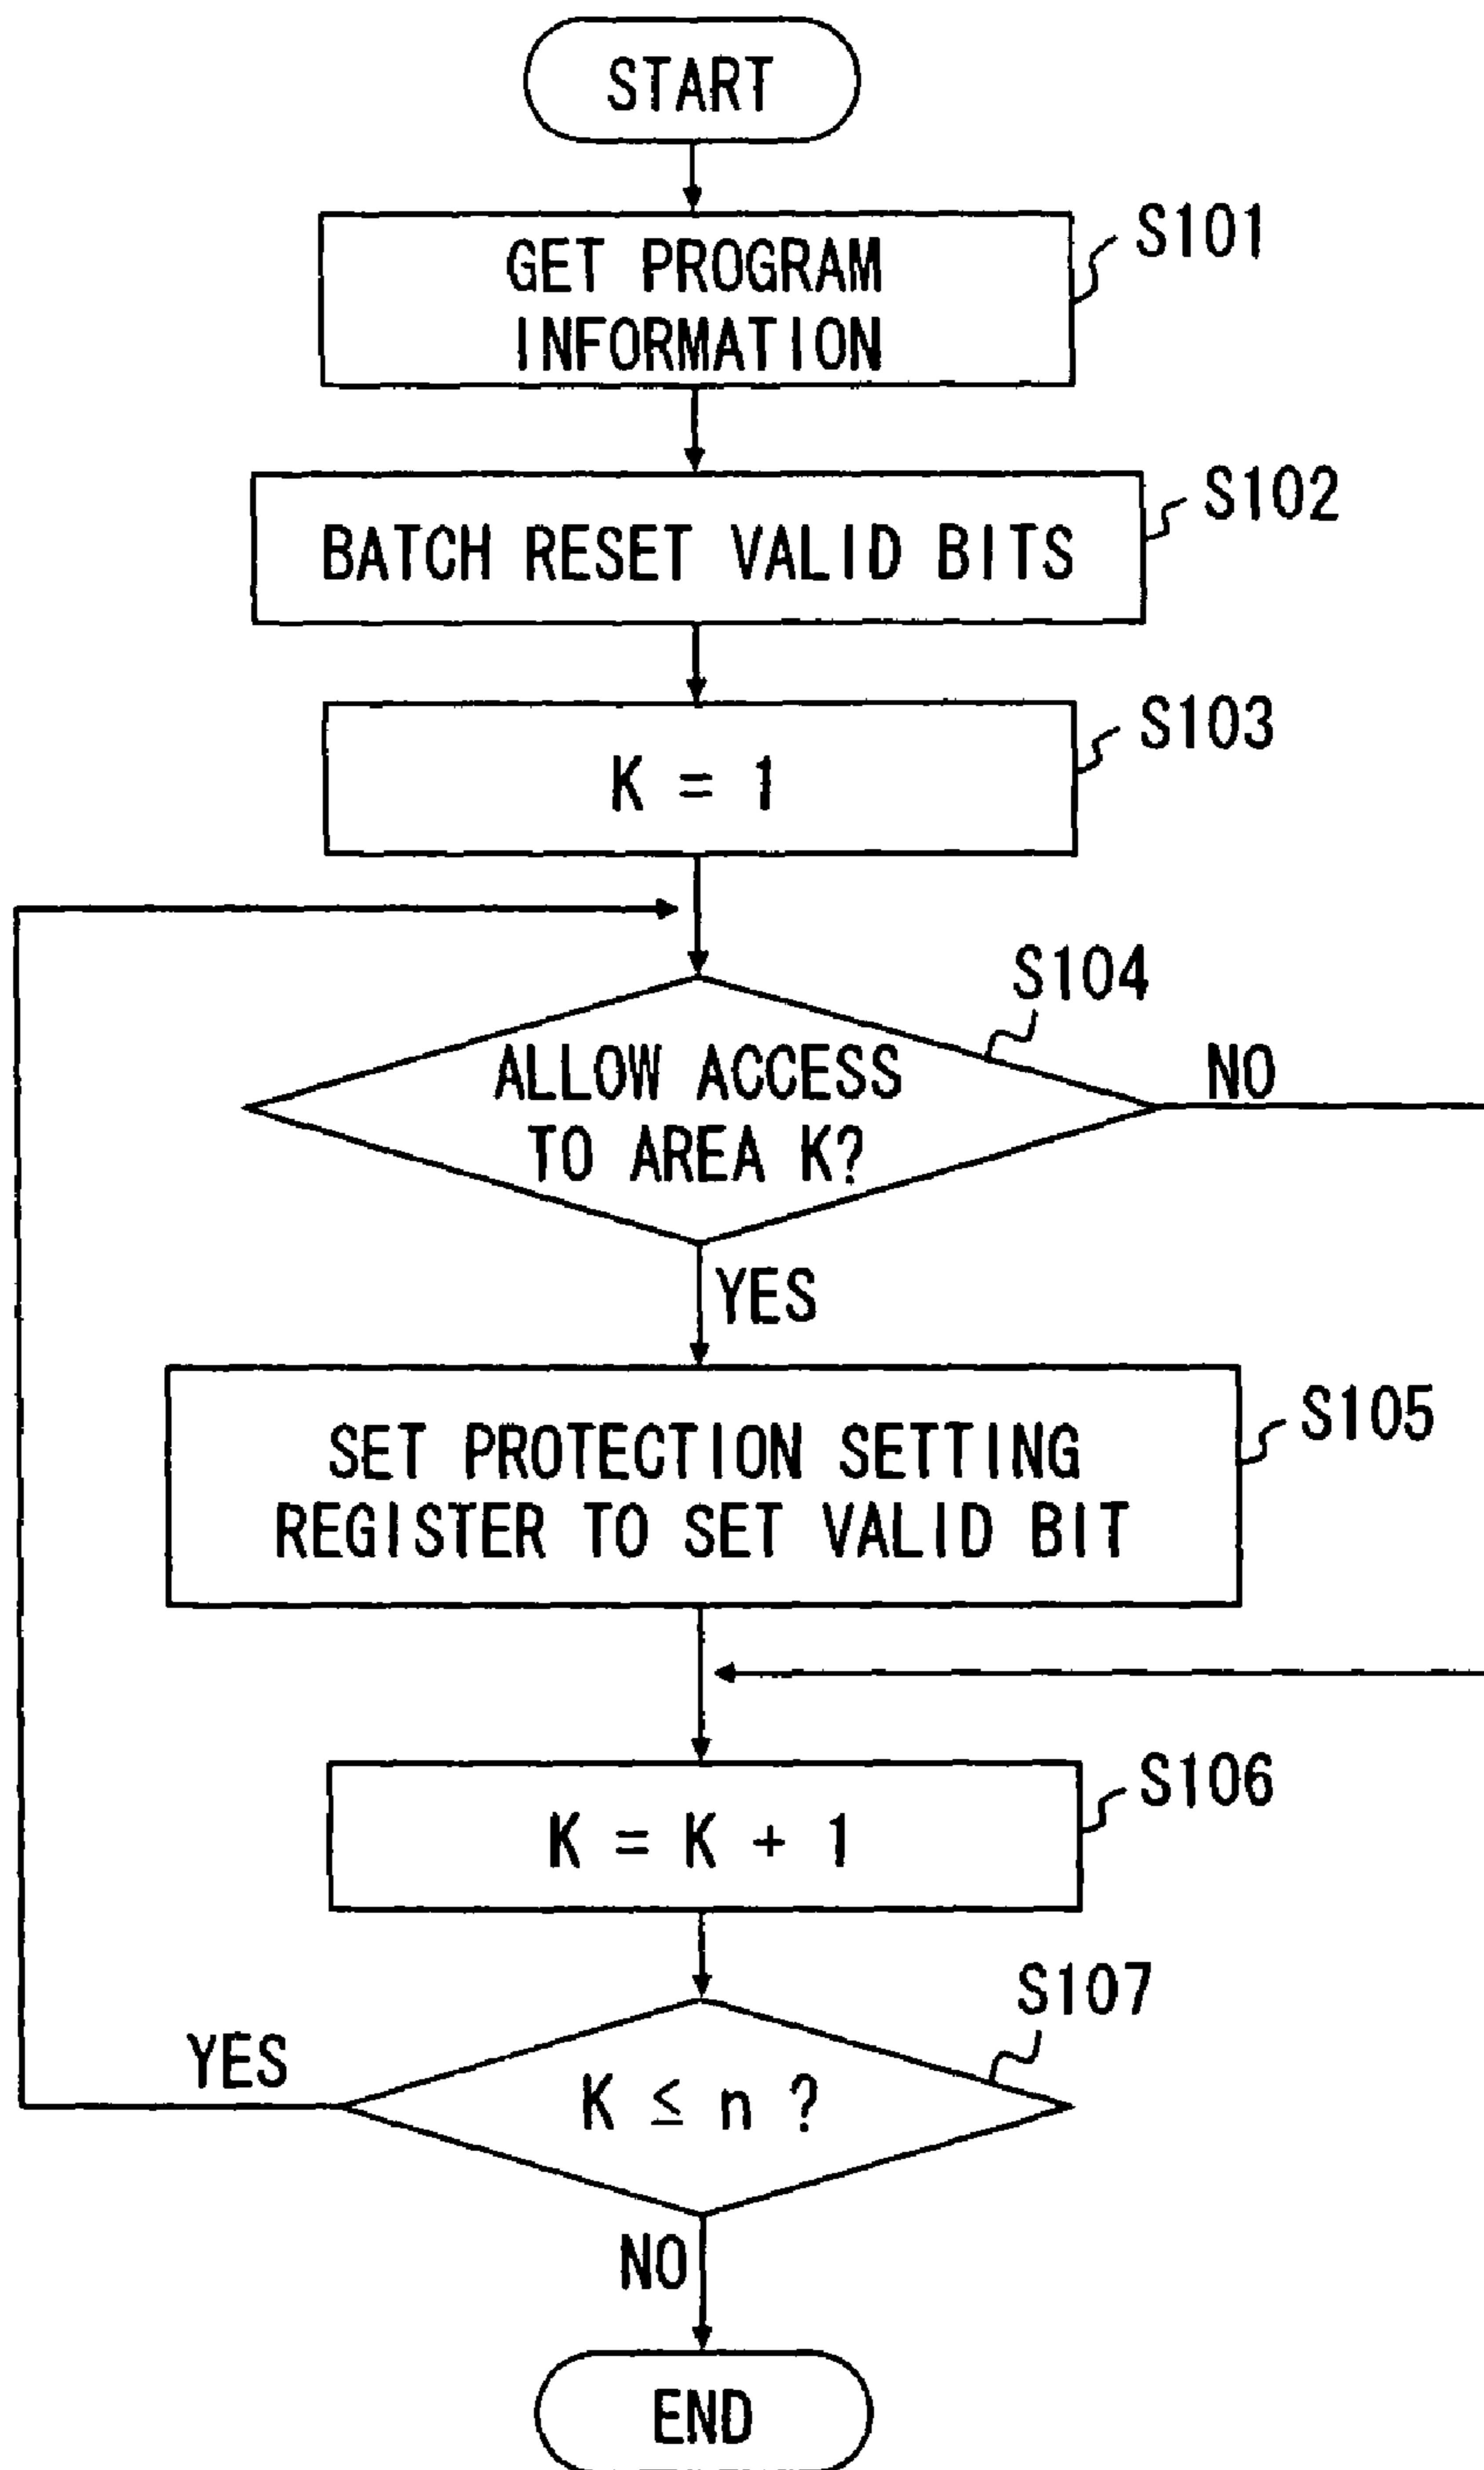 START
GET PROGRAM
INFORMATION
S101
BATCH RESET VALID BITS
S102
K = 1
S103
S104
ALLOW ACCESS
TO AREA K?
NO
YES
SET PROTECTION SETTING
REGISTER TO SET VALID BIT
S105
K = K + 1
S106
S107
K ≤ n ?
YES
NO
END